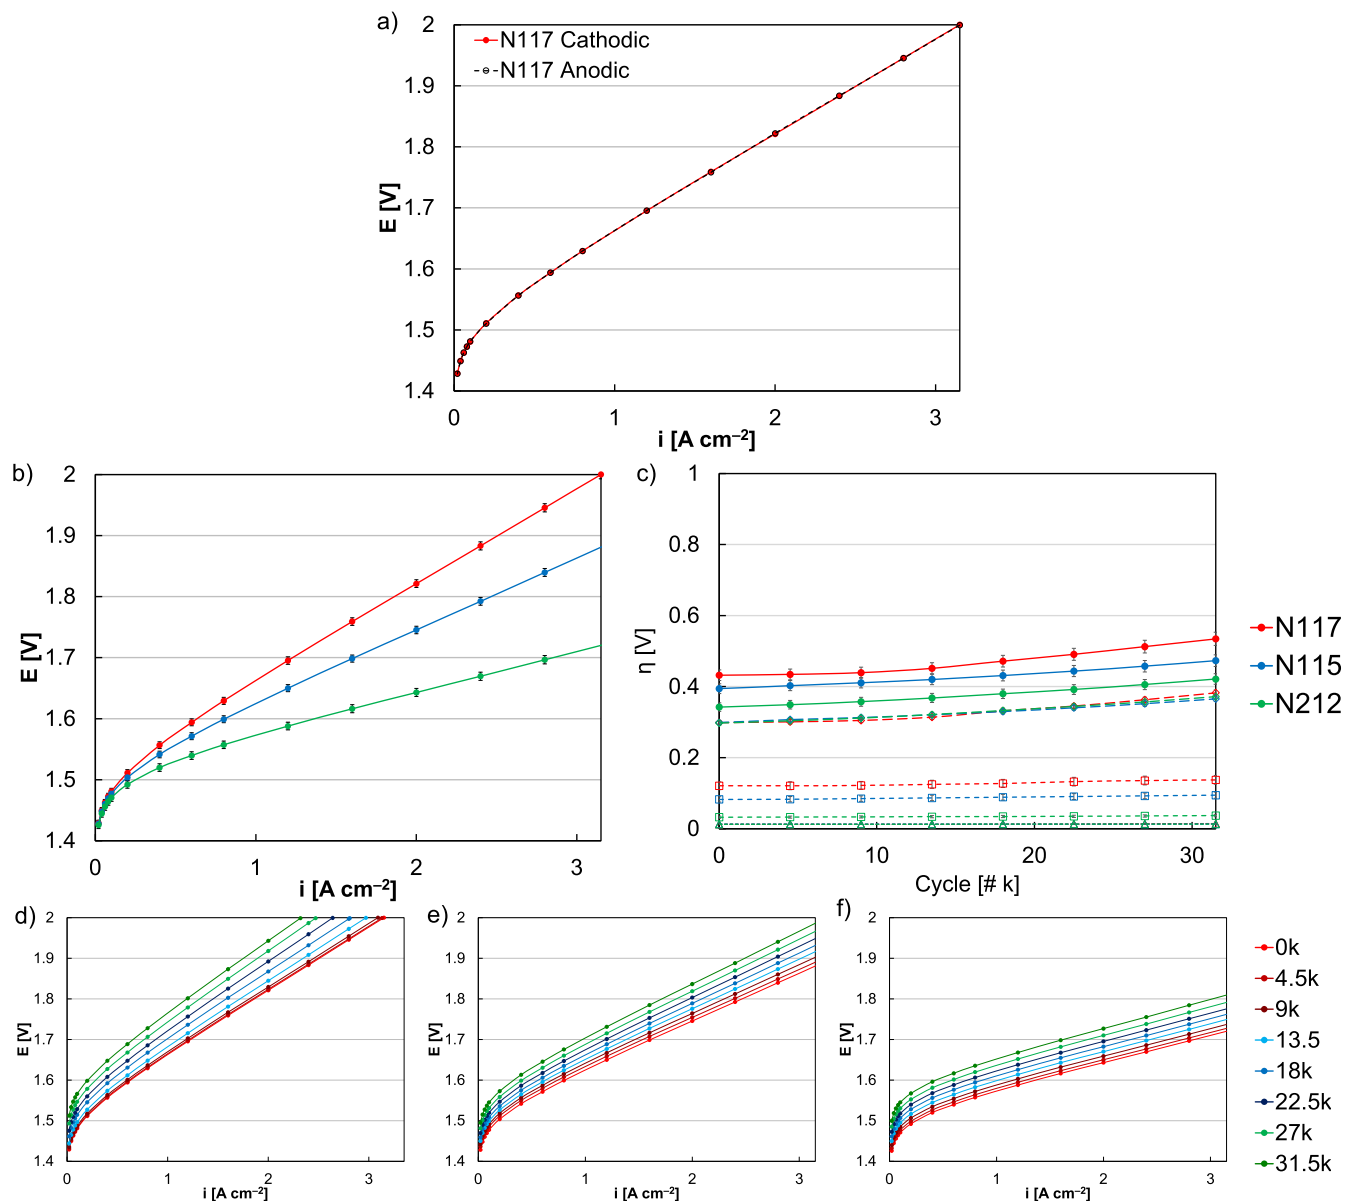 a)
N117 Cathodic
N117 Anodic
2
1.9
1.8
1.7
1.6
1.5
1.4
E [V]
0
1
2
3
i [A cm⁻²]
b)
2
1.9
1.8
1.7
1.6
1.5
1.4
E [V]
0
1
2
3
i [A cm⁻²]
c)
1
0.8
0.6
0.4
0.2
0
η [V]
0
10
20
30
Cycle [# k]
N117
N115
N212
d)
2
1.9
1.8
1.7
1.6
1.5
1.4
E [V]
0
1
2
3
i [A cm⁻²]
e)
2
1.9
1.8
1.7
1.6
1.5
1.4
E [V]
0
1
2
3
i [A cm⁻²]
f)
2
1.9
1.8
1.7
1.6
1.5
1.4
E [V]
0
1
2
3
i [A cm⁻²]
0k
4.5k
9k
13.5
18k
22.5k
27k
31.5k